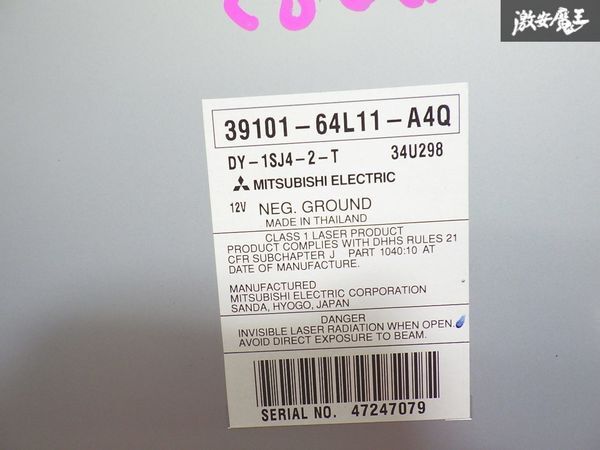 激安魔王
39101-64L11-A4Q
DY-1SJ4-2-T 34U298
MITSUBISHI ELECTRIC
12V NEG. GROUND
MADE IN THAILAND
CLASS 1 LASER PRODUCT
PRODUCT COMPLIES WITH DHHS RULES 21
CFR SUBCHAPTER J PART 1040:10 AT
DATE OF MANUFACTURE.
MANUFACTURED
MITSUBISHI ELECTRIC CORPORATION
SANDA, HYOGO, JAPAN
DANGER
INVISIBLE LASER RADIATION WHEN OPEN.
AVOID DIRECT EXPOSURE TO BEAM.
SERIAL NO. 47247079